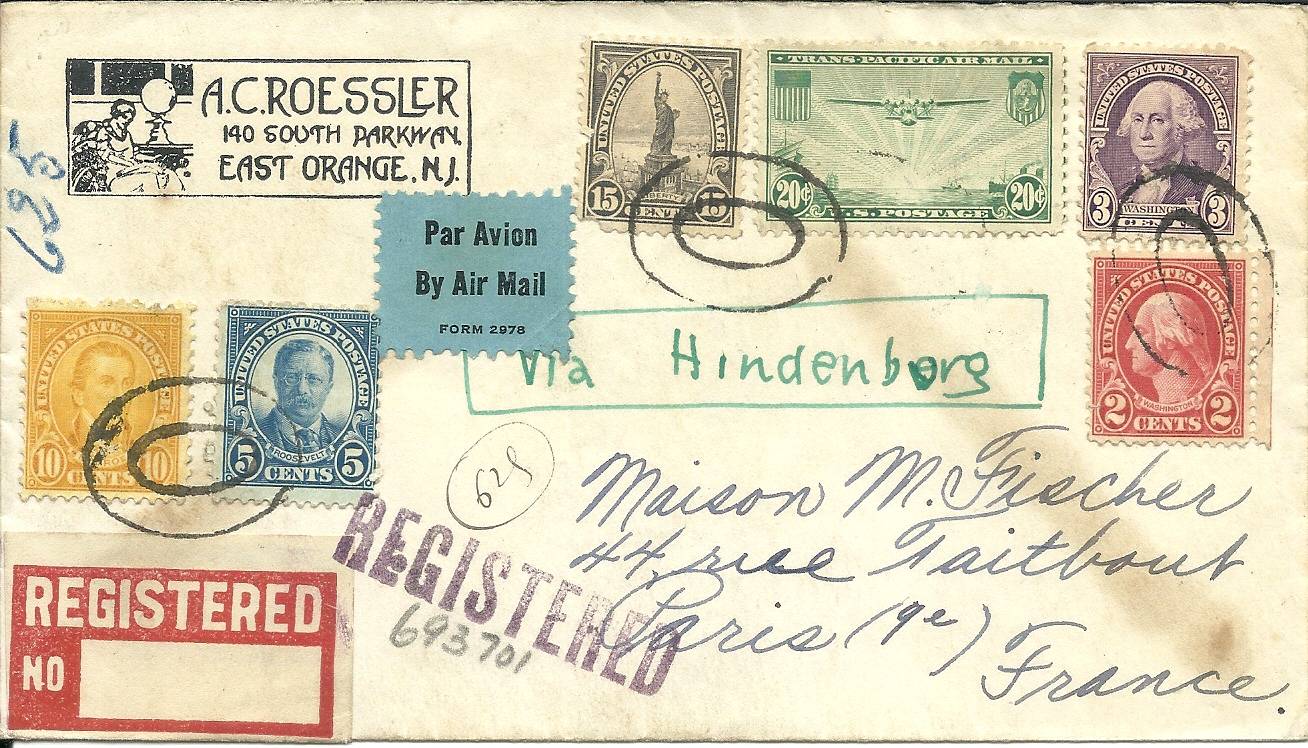 A.C. ROESSLER
140 SOUTH PARKWAY,
EAST ORANGE, N.J.
625
UNITED STATES POSTAGE
LIBERTY
15 CENTS 15
TRANS-PACIFIC AIR MAIL
20¢ 20¢
U.S. POSTAGE
UNITED STATES POSTAGE
3 WASHINGTON 3
CENTS
UNITED STATES POSTAGE
WASHINGTON
2 CENTS 2
Par Avion
By Air Mail
FORM 2978
Via Hindenburg
UNITED STATES POSTAGE
10 CENTS 10
UNITED STATES POSTAGE
ROOSEVELT
5 CENTS 5
625
Maison M. Fischer
44, rue Taitbout
Paris (9e)
France.
REGISTERED
693701
REGISTERED
NO